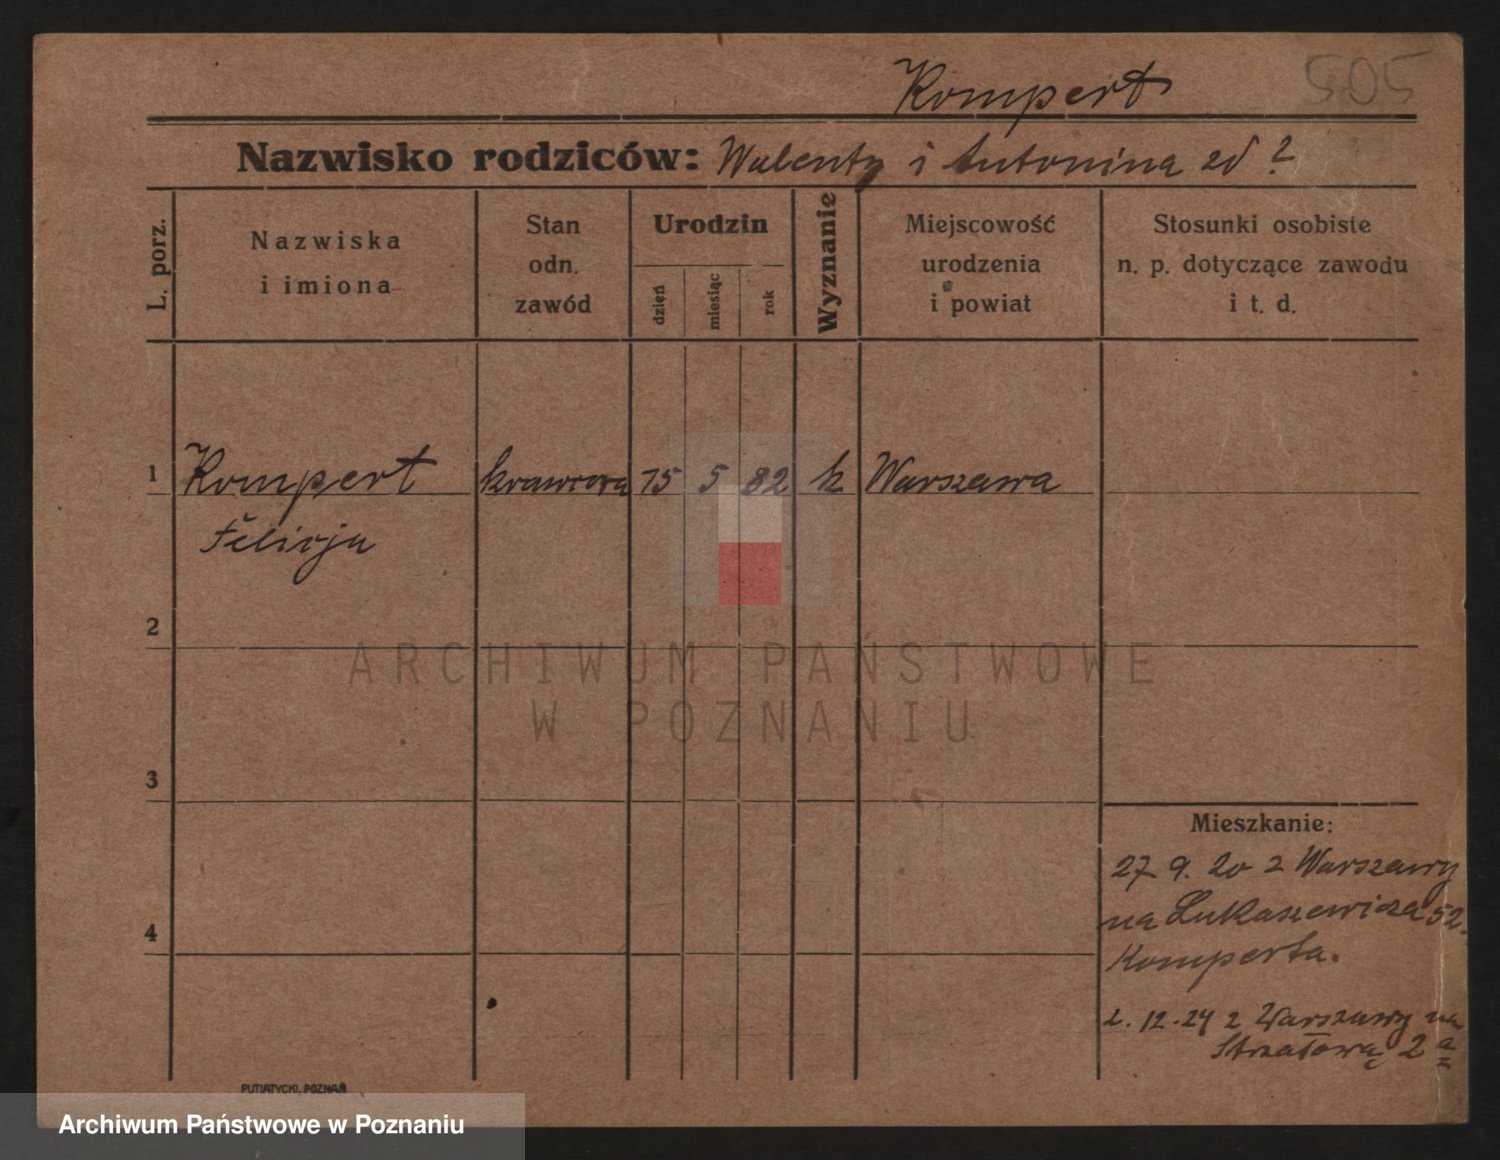 Kompert
505
Nazwisko rodziców: Walenty i Antonina zd ?
L. porz.
Nazwiska
i imiona
Stan
odn.
zawód
Urodzin
dzień
miesiąc
rok
Wyznanie
Miejscowość
urodzenia
i powiat
Stosunki osobiste
n. p. dotyczące zawodu
i t. d.
1 Kompert krawcowa 15 5 82 k Warszawa
Felicja
2
ARCHIWUM PAŃSTWOWE
W POZNANIU
3
Mieszkanie:
27 9. 20 z Warszawy
na Łukaszewicza 52.
Komperta.
4
2. 12. 24 z Warszawy na
Strzałową 2
PUTIATYCKI, POZNAŃ
Archiwum Państwowe w Poznaniu